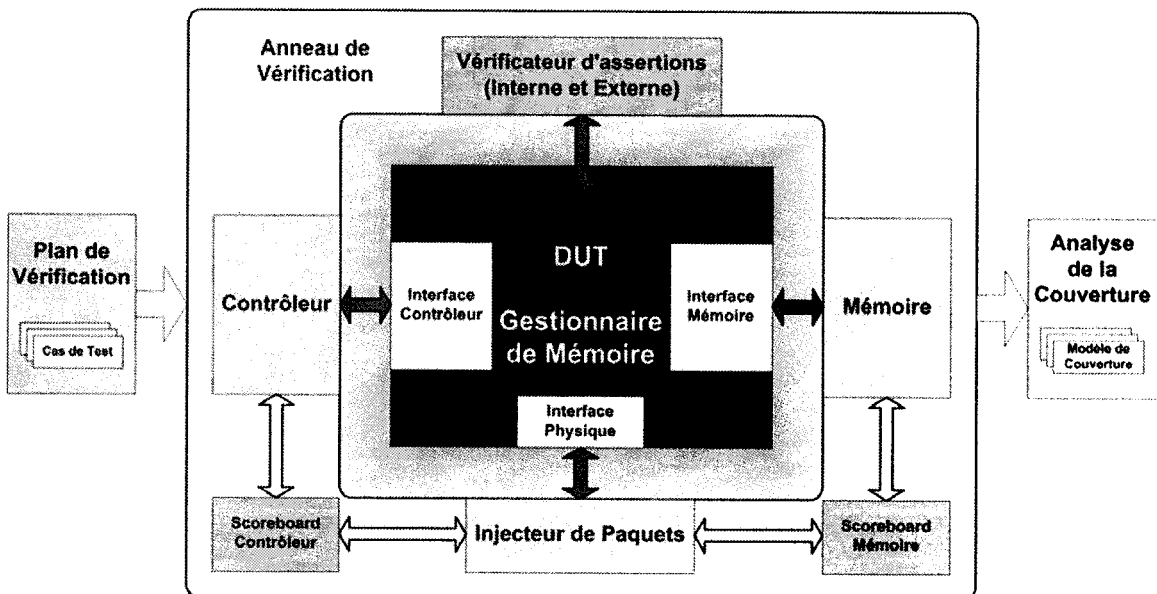 Anneau de
Vérification
Vérificateur d'assertions
(Interne et Externe)
Plan de
Vérification
Cas de Test
Contrôleur
Interface
Contrôleur
DUT
Gestionnaire
de Mémoire
Interface
Mémoire
Interface
Physique
Mémoire
Analyse
de la
Couverture
Modèle de
Couverture
Scoreboard
Contrôleur
Injecteur de Paquets
Scoreboard
Mémoire